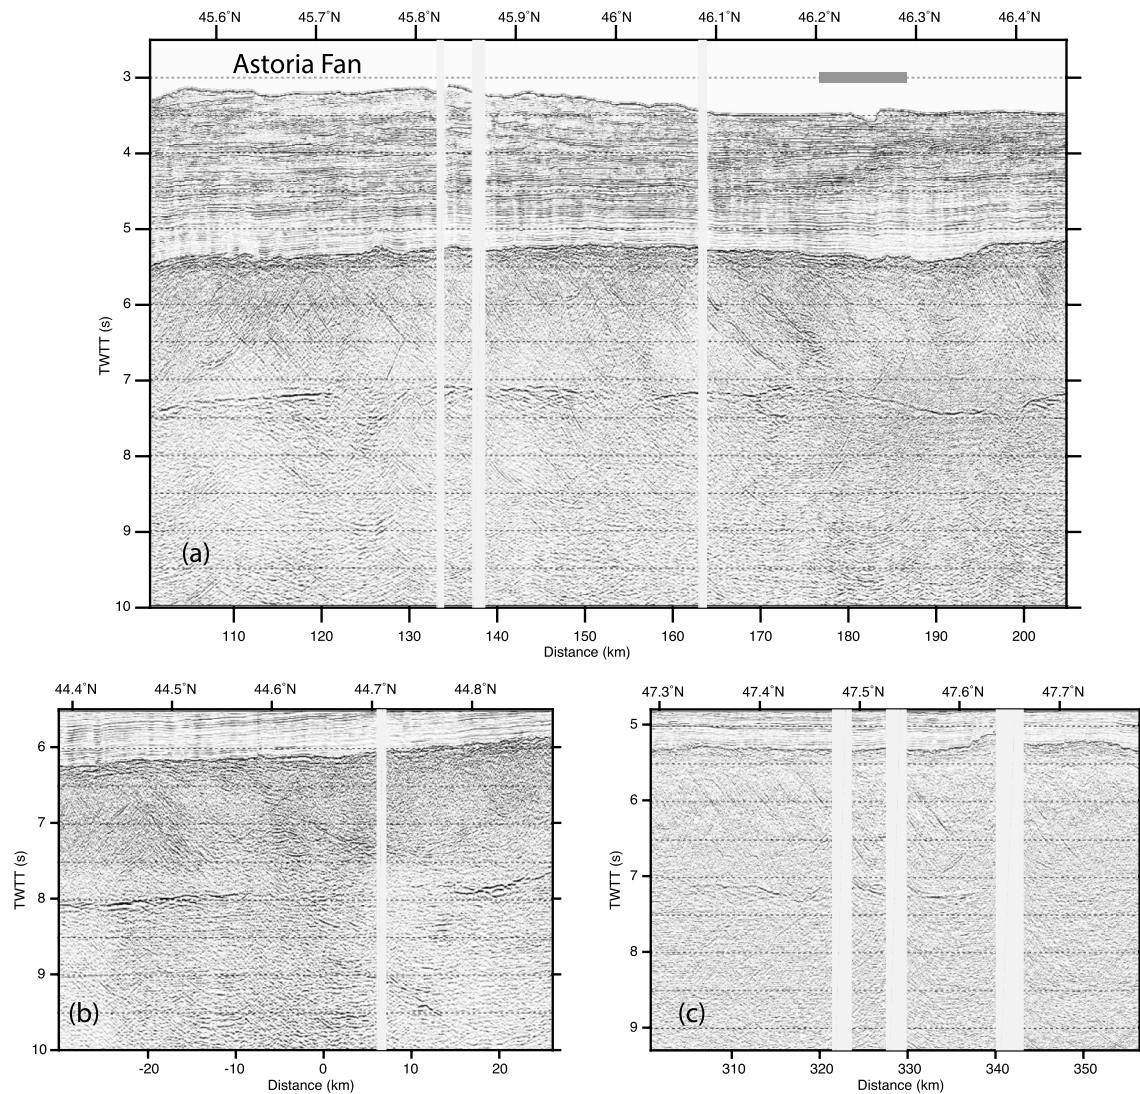 45.6°N 45.7°N 45.8°N 45.9°N 46°N 46.1°N 46.2°N 46.3°N 46.4°N
Astoria Fan
3
4
5
6
TWTT (s)
7
8
9
(a)
10
110 120 130 140 150 160 170 180 190 200
Distance (km)
44.4°N 44.5°N 44.6°N 44.7°N 44.8°N
6
7
TWTT (s)
8
9
(b)
10
-20 -10 0 10 20
Distance (km)
47.3°N 47.4°N 47.5°N 47.6°N 47.7°N
5
6
7
TWTT (s)
8
(c)
9
310 320 330 340 350
Distance (km)